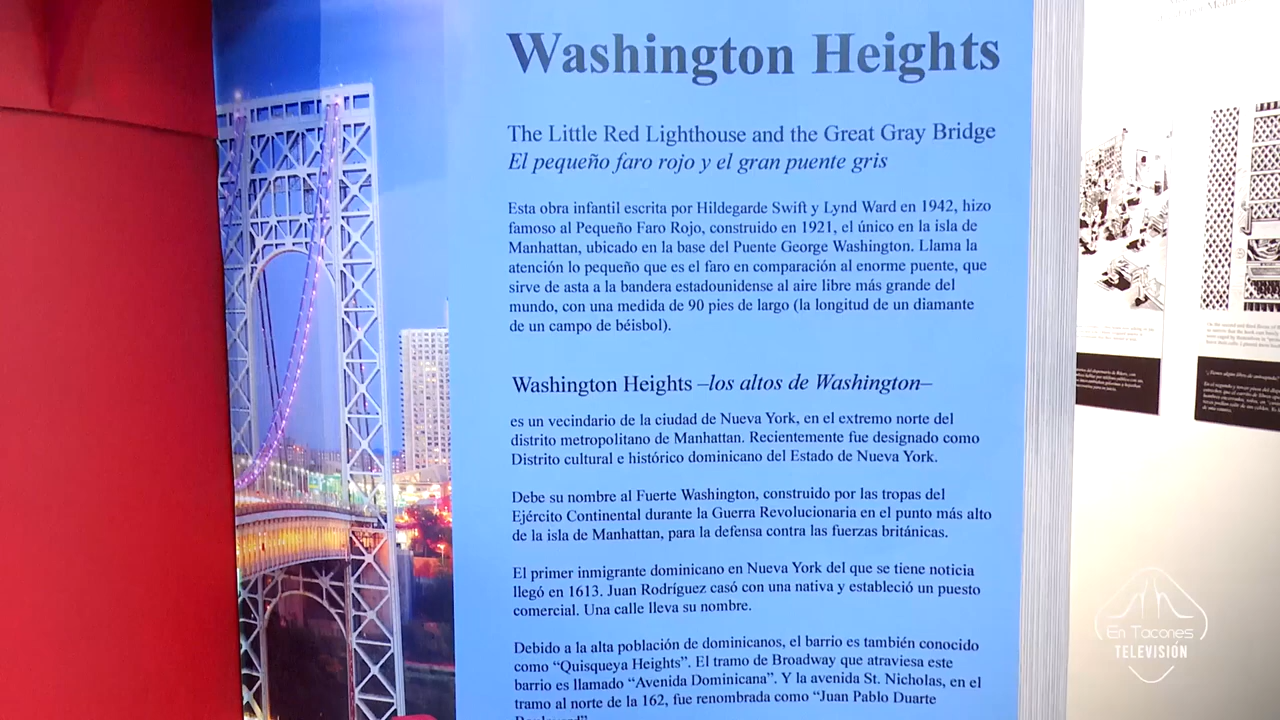 Washington Heights
The Little Red Lighthouse and the Great Gray Bridge
El pequeño faro rojo y el gran puente gris
Esta obra infantil escrita por Hildegarde Swift y Lynd Ward en 1942, hizo
famoso al Pequeño Faro Rojo, construido en 1921, el único en la isla de
Manhattan, ubicado en la base del Puente George Washington. Llama la
atención lo pequeño que es el faro en comparación al enorme puente, que
sirve de asta a la bandera estadounidense al aire libre más grande del
mundo, con una medida de 90 pies de largo (la longitud de un diamante
de un campo de béisbol).
Washington Heights –los altos de Washington–
es un vecindario de la ciudad de Nueva York, en el extremo norte del
distrito metropolitano de Manhattan. Recientemente fue designado como
Distrito cultural e histórico dominicano del Estado de Nueva York.
Debe su nombre al Fuerte Washington, construido por las tropas del
Ejército Continental durante la Guerra Revolucionaria en el punto más alto
de la isla de Manhattan, para la defensa contra las fuerzas británicas.
El primer inmigrante dominicano en Nueva York del que se tiene noticia
llegó en 1613. Juan Rodríguez casó con una nativa y estableció un puesto
comercial. Una calle lleva su nombre.
Debido a la alta población de dominicanos, el barrio es también conocido
como “Quisqueya Heights”. El tramo de Broadway que atraviesa este
barrio es llamado “Avenida Dominicana”. Y la avenida St. Nicholas, en el
tramo al norte de la 162, fue renombrada como “Juan Pablo Duarte
En Tacones
TELEVISIÓN